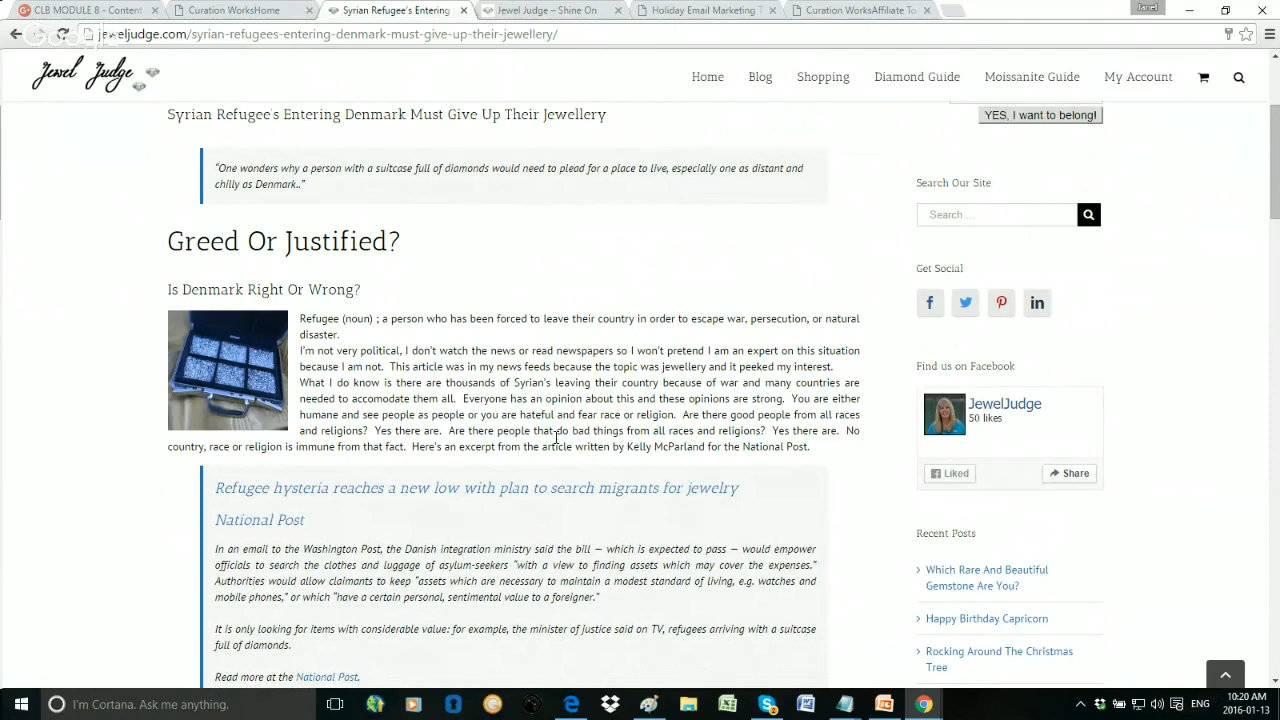 CLB MODULE 8 - Content
Curation WorksHome
Syrian Refugee's Entering
Jewel Judge – Shine On
Holiday Email Marketing T
Curation WorksAffiliate To
Jewel
jeweljudge.com/syrian-refugees-entering-denmark-must-give-up-their-jewellery/
Jewel Judge
Home
Blog
Shopping
Diamond Guide
Moissanite Guide
My Account
Syrian Refugee's Entering Denmark Must Give Up Their Jewellery
YES, I want to belong!
"One wonders why a person with a suitcase full of diamonds would need to plead for a place to live, especially one as distant and
chilly as Denmark.."
Greed Or Justified?
Is Denmark Right Or Wrong?
Refugee (noun) ; a person who has been forced to leave their country in order to escape war, persecution, or natural
disaster.
I'm not very political, I don't watch the news or read newspapers so I won't pretend I am an expert on this situation
because I am not. This article was in my news feeds because the topic was jewellery and it peeked my interest.
What I do know is there are thousands of Syrian's leaving their country because of war and many countries are
needed to accomodate them all. Everyone has an opinion about this and these opinions are strong. You are either
humane and see people as people or you are hateful and fear race or religion. Are there good people from all races
and religions? Yes there are. Are there people that do bad things from all races and religions? Yes there are. No
country, race or religion is immune from that fact. Here's an excerpt from the article written by Kelly McParland for the National Post.
Refugee hysteria reaches a new low with plan to search migrants for jewelry
National Post
In an email to the Washington Post, the Danish integration ministry said the bill — which is expected to pass — would empower
officials to search the clothes and luggage of asylum-seekers "with a view to finding assets which may cover the expenses."
Authorities would allow claimants to keep "assets which are necessary to maintain a modest standard of living, e.g. watches and
mobile phones," or which "have a certain personal, sentimental value to a foreigner."
It is only looking for items with considerable value: for example, the minister of justice said on TV, refugees arriving with a suitcase
full of diamonds.
Read more at the National Post.
Search Our Site
Search ...
Get Social
Find us on Facebook
JewelJudge
50 likes
Liked
Share
Recent Posts
Which Rare And Beautiful
Gemstone Are You?
Happy Birthday Capricorn
Rocking Around The Christmas
Tree
I'm Cortana. Ask me anything.
ENG
10:20 AM
2016-01-13